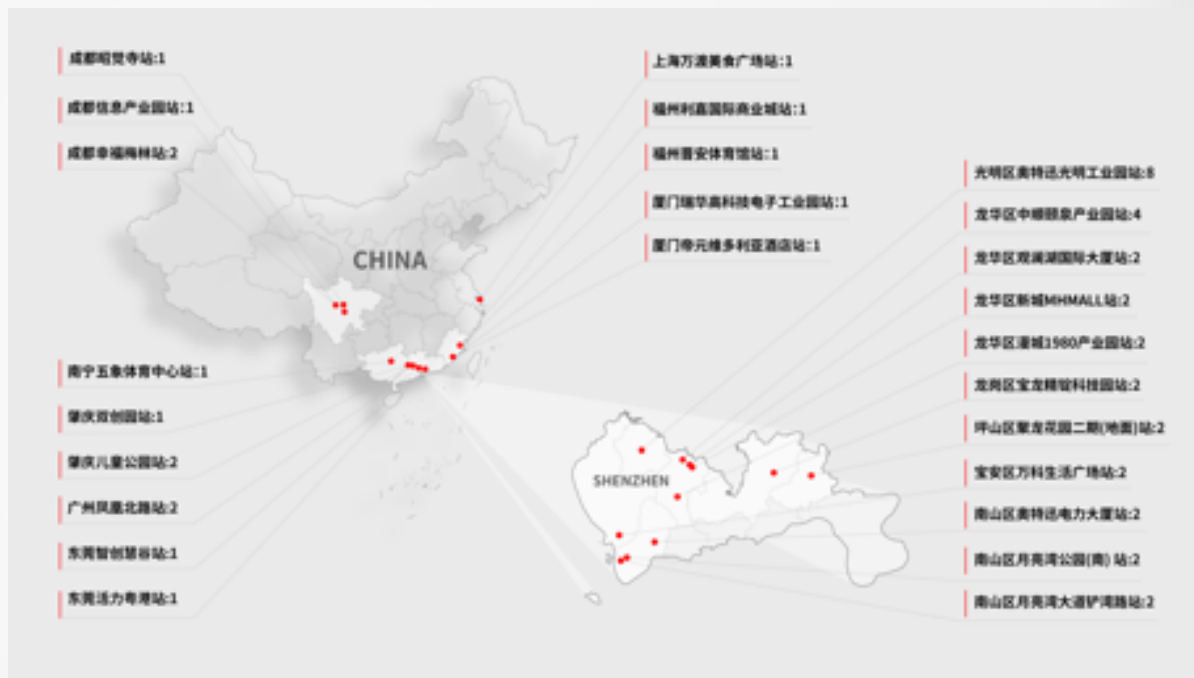 成都昭觉寺站:1
成都信息产业园站:1
成都幸福梅林站:2
南宁五象体育中心站:1
肇庆双创园站:1
肇庆儿童公园站:2
广州凤凰北路站:2
东莞智创慧谷站:1
东莞活力粤港站:1
CHINA
上海万渡美食广场站:1
福州利嘉国际商业城站:1
福州晋安体育馆站:1
厦门瑞华高科技电子工业园站:1
厦门帝元维多利亚酒店站:1
SHENZHEN
光明区奥特迅光明工业园站:8
龙华区中顺颐泉产业园站:4
龙华区观澜湖国际大厦站:2
龙华区新城MHMALL站:2
龙华区漫城1980产业园站:2
龙岗区宝龙精锭科技园站:2
坪山区聚龙花园二期(地面)站:2
宝安区万科生活广场站:2
南山区奥特迅电力大厦站:2
南山区月亮湾公园(南) 站:2
南山区月亮湾大道铲湾路站:2